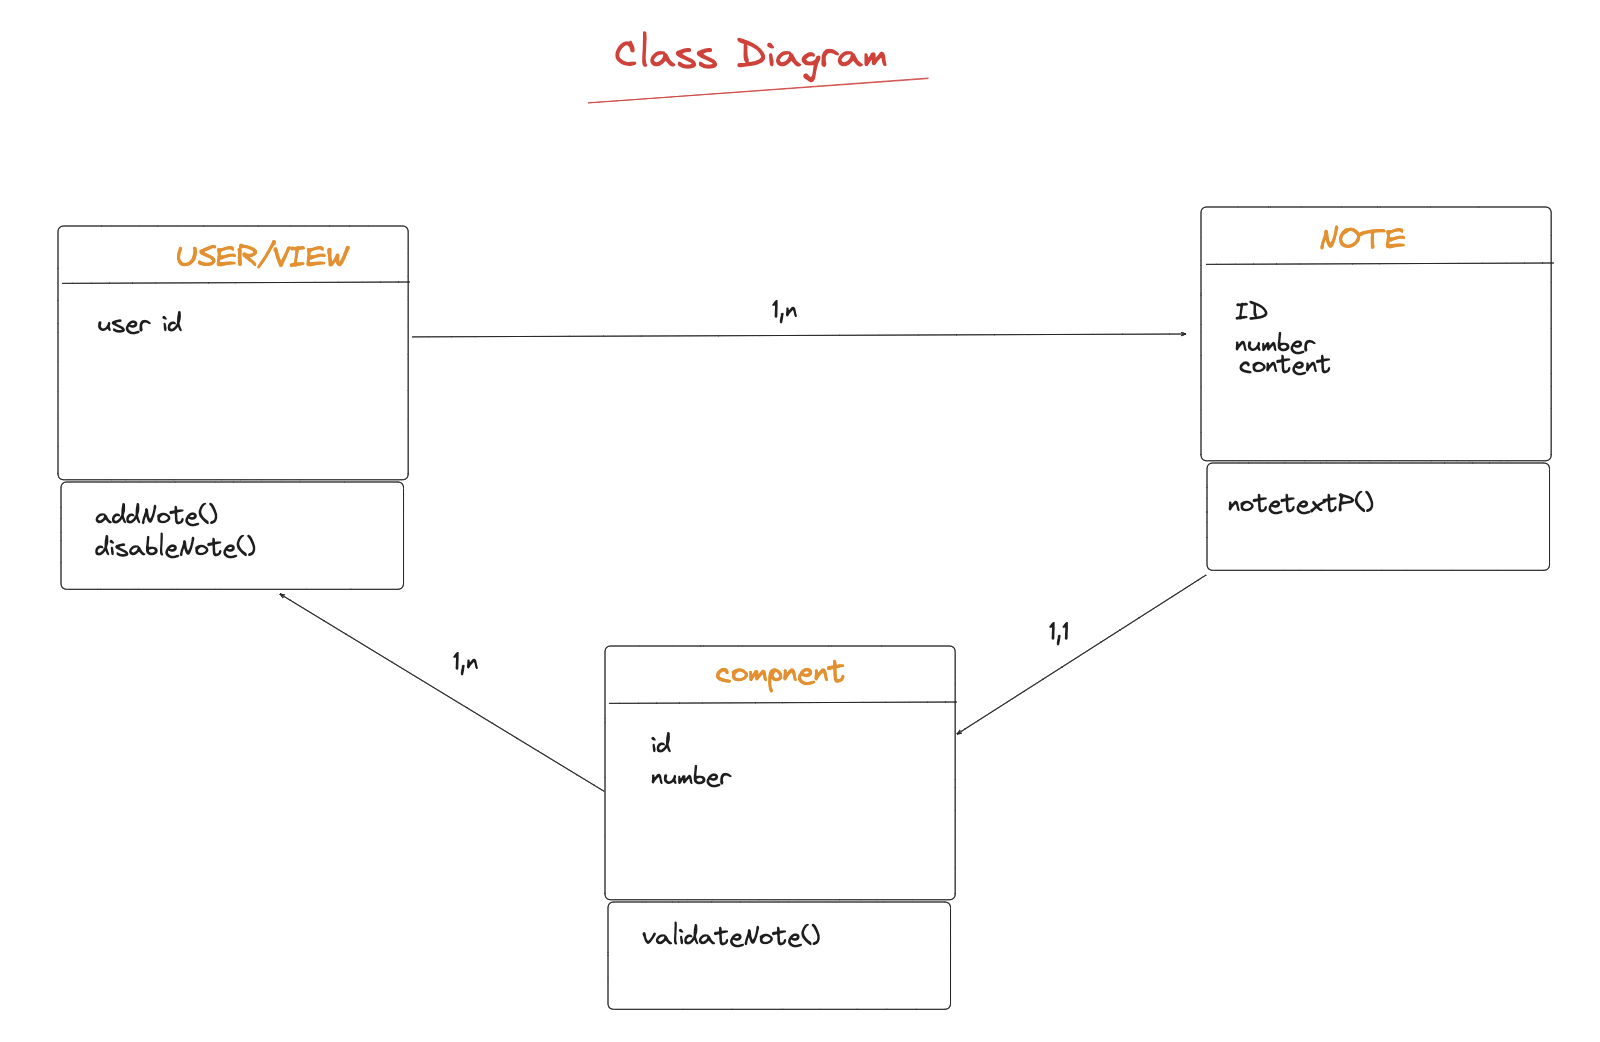 Class Diagram
USER/VIEW
user id
addNote()
disableNote()
1,n
NOTE
ID
number
content
notetextP()
1,n
1,1
compnent
id
number
validateNote()